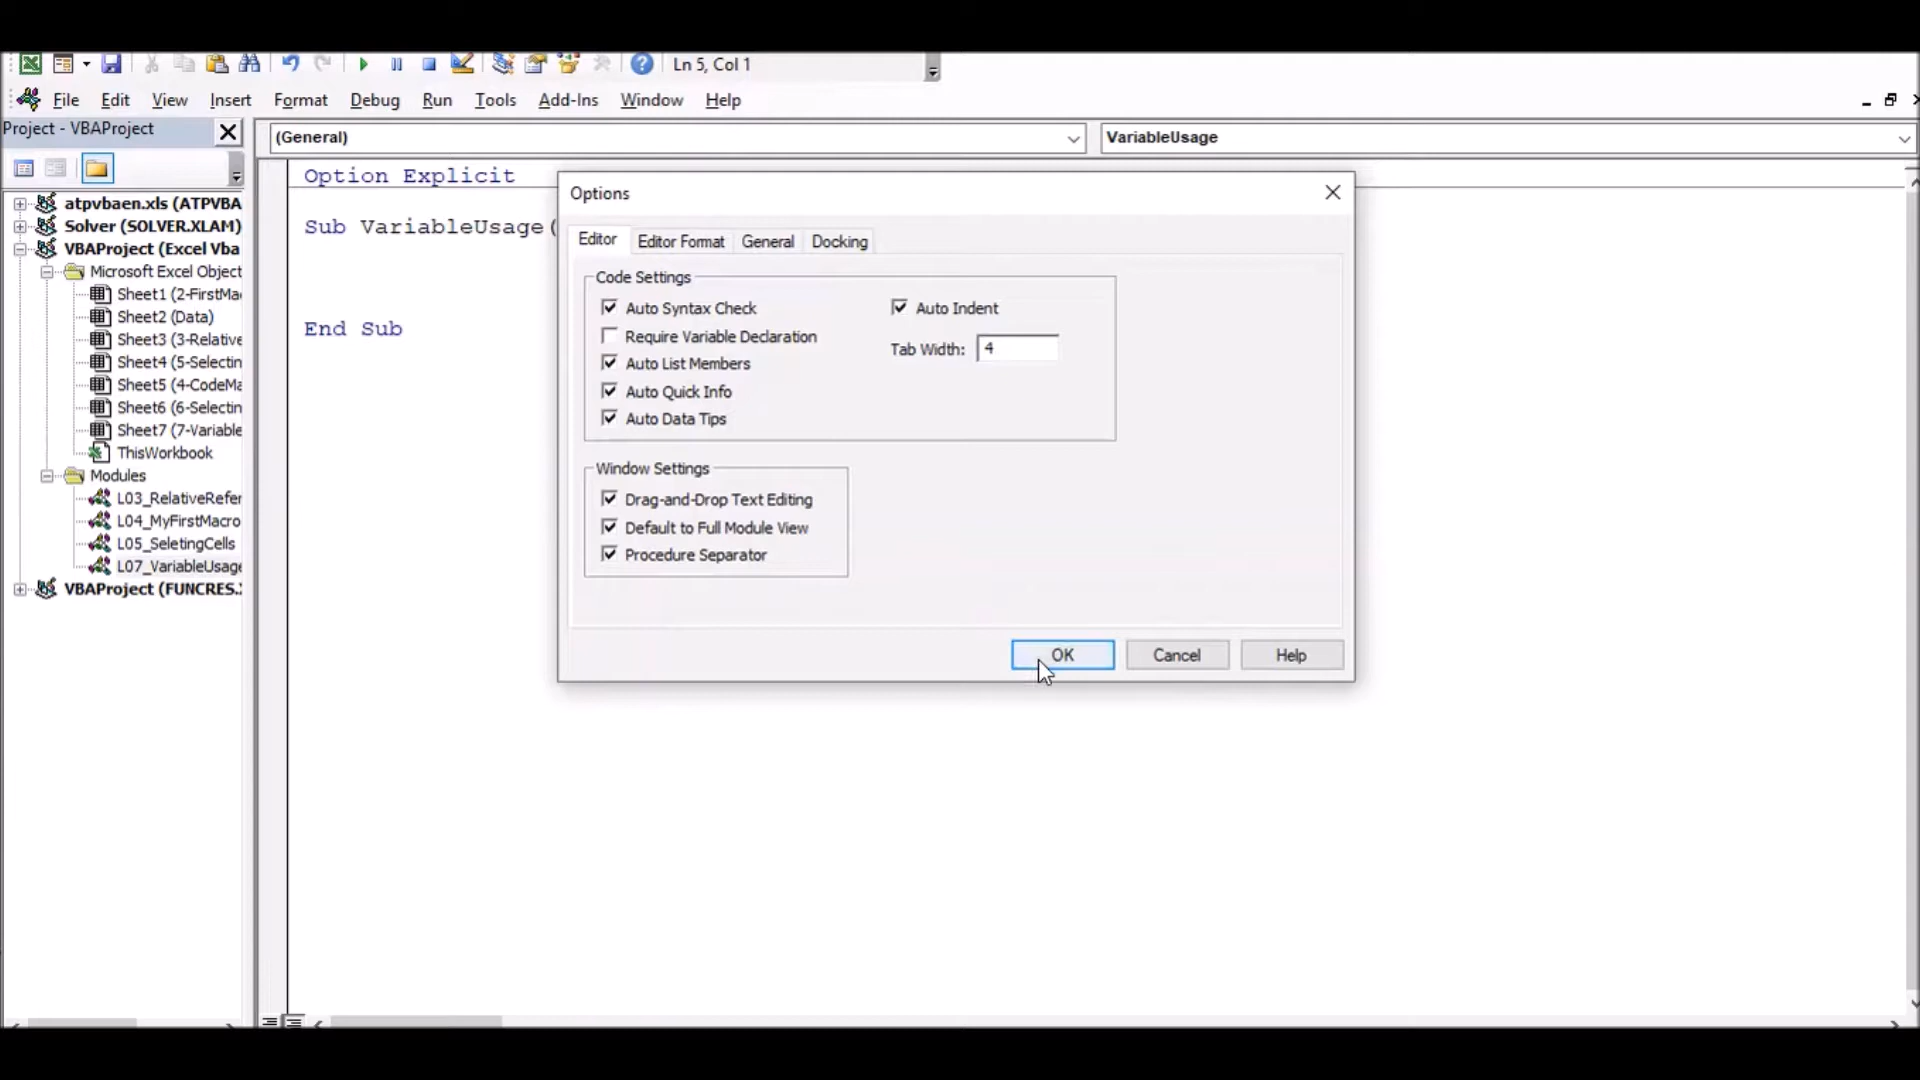 Ln 5, Col 1
File Edit View Insert Format Debug Run Tools Add-Ins Window Help
Project - VBAProject
(General)
VariableUsage
atpvbaen.xls (ATPVBA
Solver (SOLVER.XLAM)
VBAProject (Excel Vba
Microsoft Excel Object
Sheet1 (2-FirstMa
Sheet2 (Data)
Sheet3 (3-Relative
Sheet4 (5-Selectin
Sheet5 (4-CodeMa
Sheet6 (6-Selectin
Sheet7 (7-Variable
ThisWorkbook
Modules
L03_RelativeRefer
L04_MyFirstMacro
L05_SeletingCells
L07_VariableUsage
VBAProject (FUNCRES.
Option Explicit
Sub VariableUsage(
End Sub
Options
Editor Editor Format General Docking
Code Settings
Auto Syntax Check
Require Variable Declaration
Auto List Members
Auto Quick Info
Auto Data Tips
Auto Indent
Tab Width: 4
Window Settings
Drag-and-Drop Text Editing
Default to Full Module View
Procedure Separator
OK Cancel Help